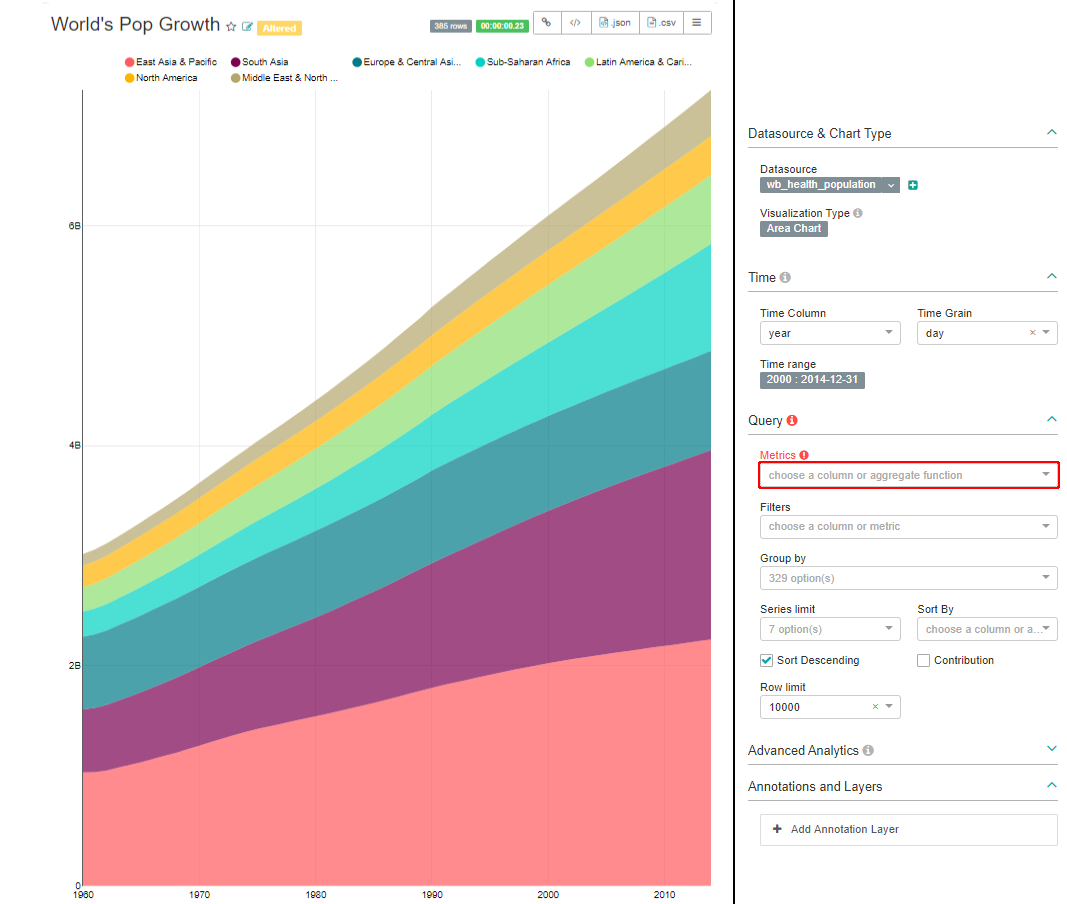 World's Pop Growth Altered 385 rows 00:00:00.23 </> .json .csv
East Asia & Pacific South Asia Europe & Central Asi... Sub-Saharan Africa Latin America & Cari...
North America Middle East & North ...
6B
4B
2B
0
1960 1970 1980 1990 2000 2010
Datasource & Chart Type
Datasource
wb_health_population
Visualization Type
Area Chart
Time
Time Column Time Grain
year day ×
Time range
2000 : 2014-12-31
Query
Metrics
choose a column or aggregate function
Filters
choose a column or metric
Group by
329 option(s)
Series limit Sort By
7 option(s) choose a column or a...
Sort Descending Contribution
Row limit
10000 ×
Advanced Analytics
Annotations and Layers
+ Add Annotation Layer